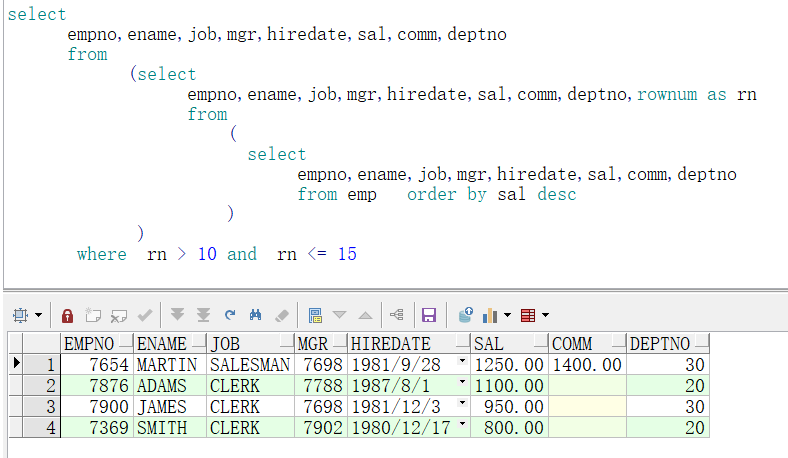 select
empno,ename,job,mgr,hiredate,sal,comm,deptno
from
(select
empno,ename,job,mgr,hiredate,sal,comm,deptno,rownum as rn
from
(
select
empno,ename,job,mgr,hiredate,sal,comm,deptno
from emp order by sal desc
)
)
where rn > 10 and rn <= 15
EMPNO ENAME JOB MGR HIREDATE SAL COMM DEPTNO
1 7654 MARTIN SALESMAN 7698 1981/9/28 1250.00 1400.00 30
2 7876 ADAMS CLERK 7788 1987/8/1 1100.00 20
3 7900 JAMES CLERK 7698 1981/12/3 950.00 30
4 7369 SMITH CLERK 7902 1980/12/17 800.00 20